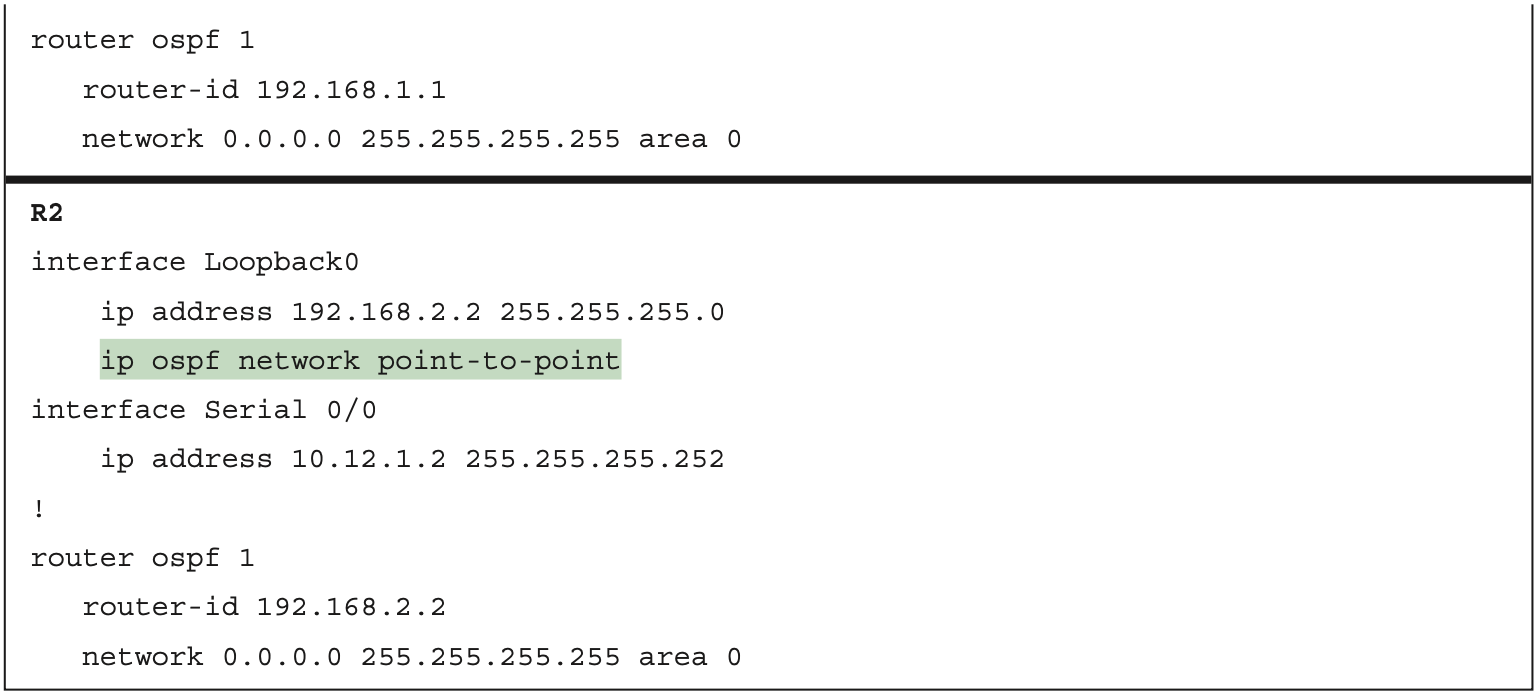 router ospf 1
router-id 192.168.1.1
network 0.0.0.0 255.255.255.255 area 0
R2
interface Loopback0
ip address 192.168.2.2 255.255.255.0
ip ospf network point-to-point
interface Serial 0/0
ip address 10.12.1.2 255.255.255.252
!
router ospf 1
router-id 192.168.2.2
network 0.0.0.0 255.255.255.255 area 0